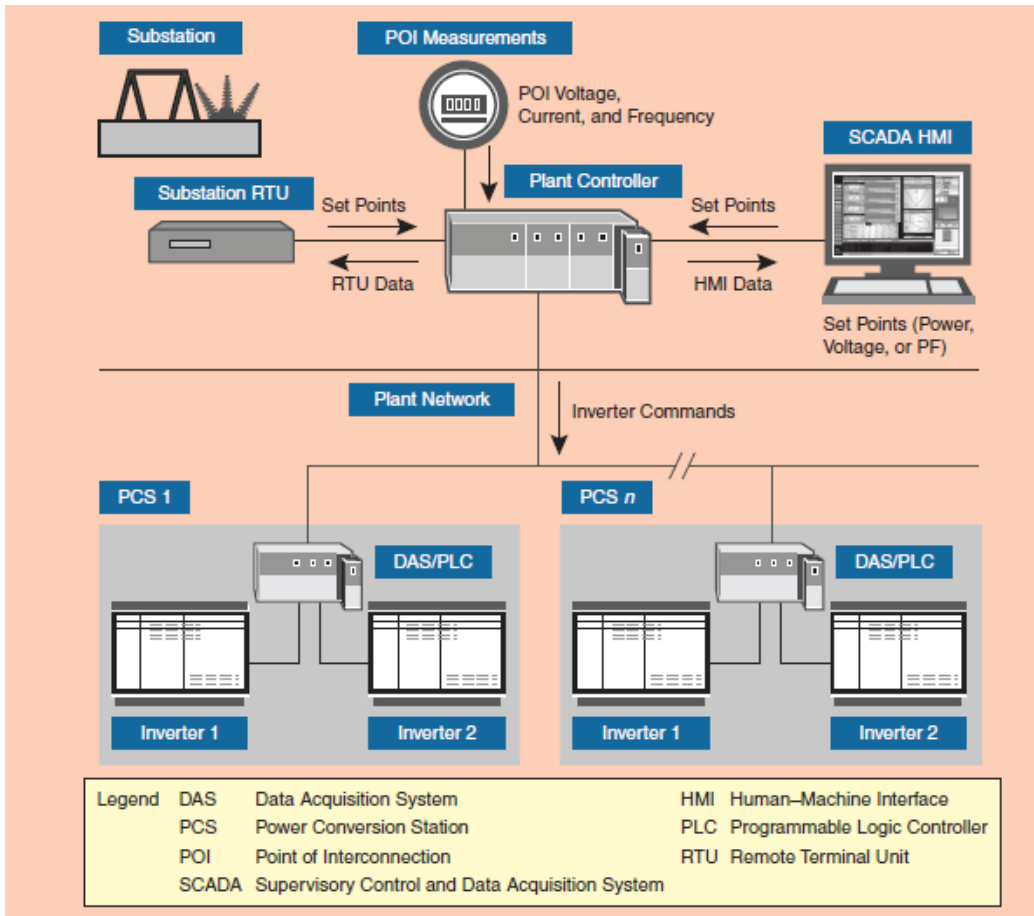 Substation
POI Measurements
POI Voltage,
Current, and Frequency
SCADA HMI
Substation RTU
Set Points
Plant Controller
Set Points
RTU Data
HMI Data
Set Points (Power,
Voltage, or PF)
Plant Network
Inverter Commands
PCS 1
PCS n
DAS/PLC
DAS/PLC
Inverter 1
Inverter 2
Inverter 1
Inverter 2
Legend DAS Data Acquisition System
PCS Power Conversion Station
POI Point of Interconnection
SCADA Supervisory Control and Data Acquisition System
HMI Human–Machine Interface
PLC Programmable Logic Controller
RTU Remote Terminal Unit